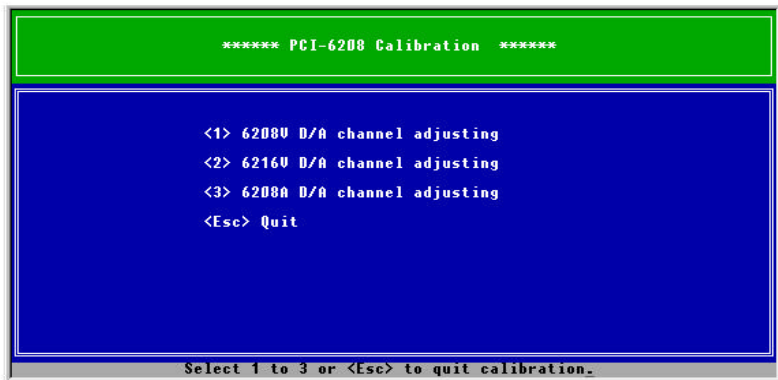 ****** PCI-6208 Calibration ******
<1> 6208V D/A channel adjusting
<2> 6216V D/A channel adjusting
<3> 6208A D/A channel adjusting
<Esc> Quit
Select 1 to 3 or <Esc> to quit calibration._